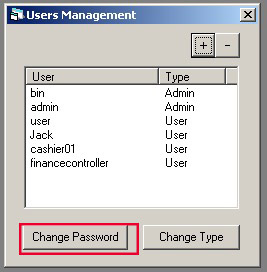 Users Management
+ -
User Type
bin Admin
admin Admin
user User
Jack User
cashier01 User
financecontroller User
Change Password Change Type